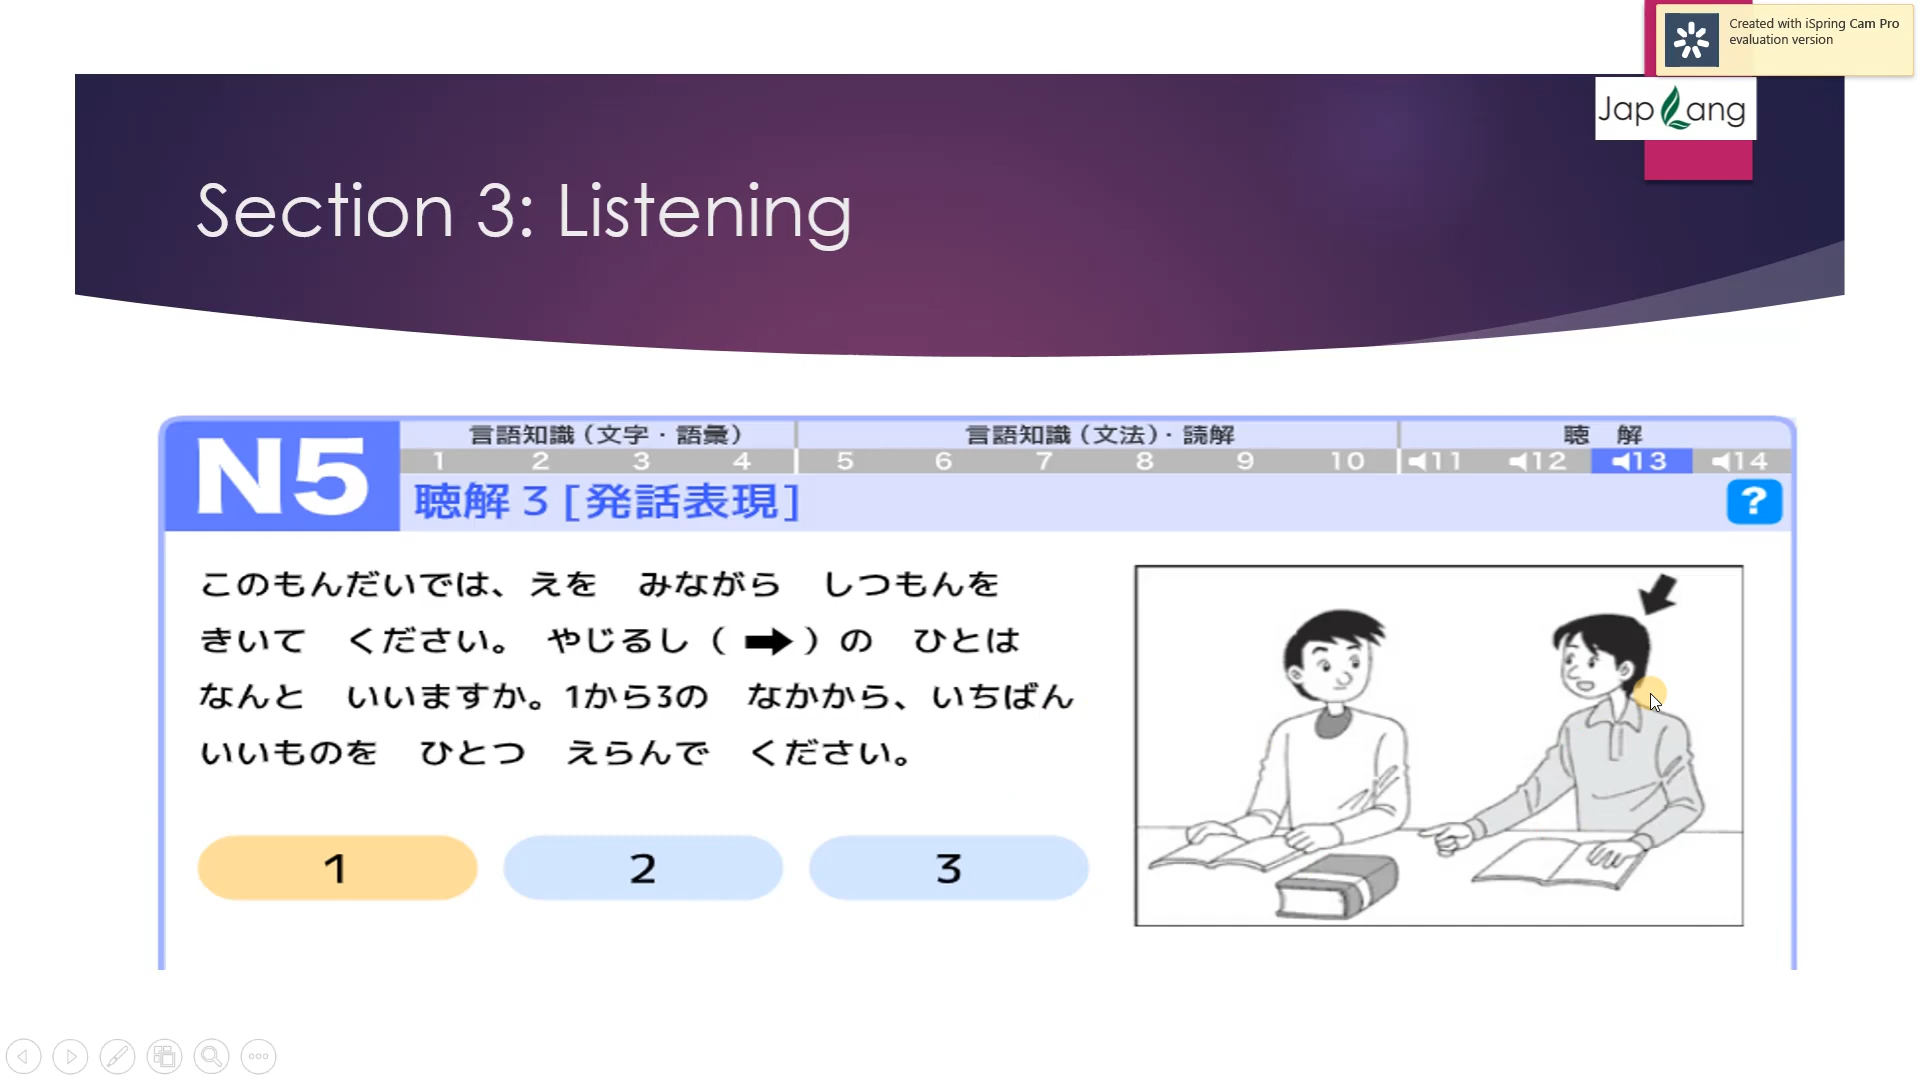 Created with iSpring Cam Pro
evaluation version
Jap Lang
Section 3: Listening
N5
言語知識（文字・語彙） 言語知識（文法）・読解 聴 解
1 2 3 4 5 6 7 8 9 10 11 12 13 14
聴解３［発話表現］
?
このもんだいでは、えを みながら しつもんを
きいて ください。 やじるし（ ➡ ）の ひとは
なんと いいますか。1から3の なかから、いちばん
いいものを ひとつ えらんで ください。
1 2 3